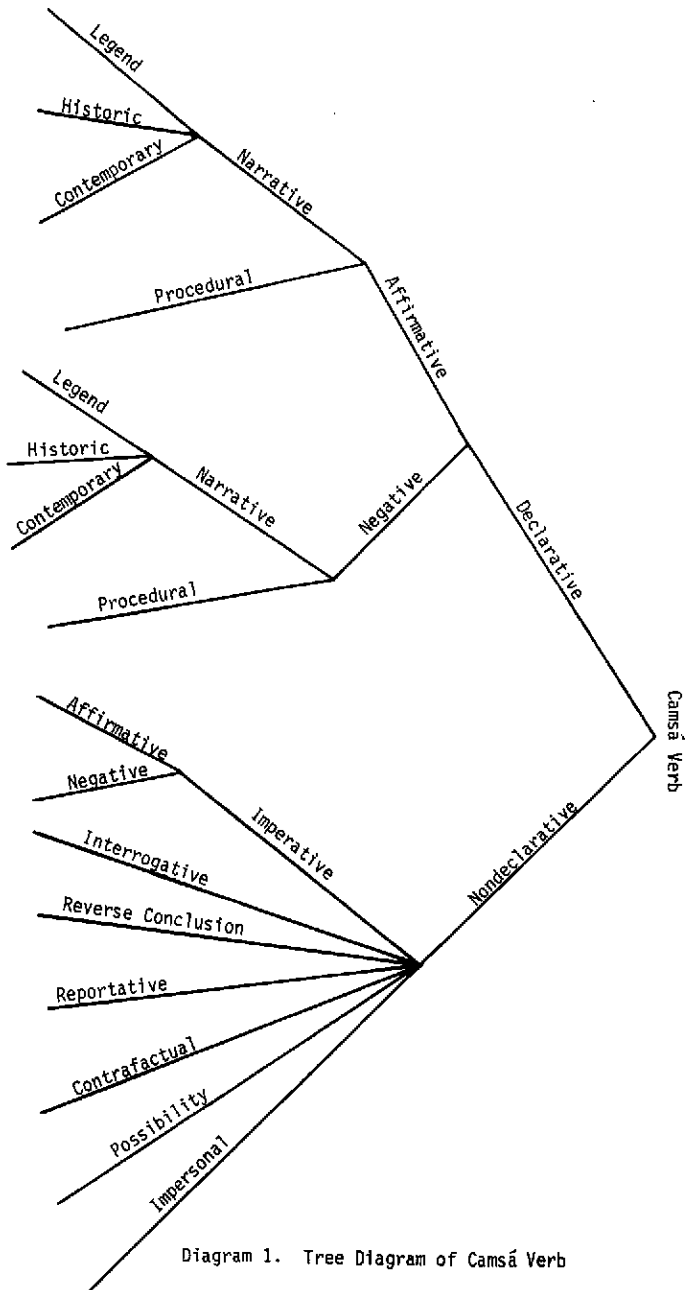 Legend
Historic
Contemporary
Narrative
Procedural
Affirmative
Legend
Historic
Contemporary
Narrative
Procedural
Negative
Declarative
Camsá Verb
Affirmative
Negative
Imperative
Interrogative
Reverse Conclusion
Reportative
Contrafactual
Possibility
Impersonal
Nondeclarative
Diagram 1. Tree Diagram of Camsá Verb